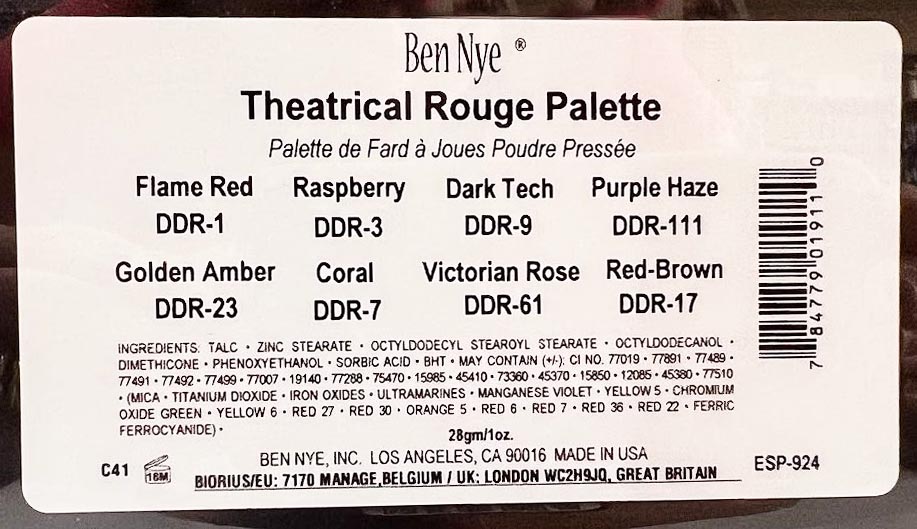 Ben Nye ®
Theatrical Rouge Palette
Palette de Fard à Joues Poudre Pressée
Flame Red Raspberry Dark Tech Purple Haze
DDR-1 DDR-3 DDR-9 DDR-111
Golden Amber Coral Victorian Rose Red-Brown
DDR-23 DDR-7 DDR-61 DDR-17
INGREDIENTS: TALC • ZINC STEARATE • OCTYLDODECYL STEAROYL STEARATE • OCTYLDODECANOL •
DIMETHICONE • PHENOXYETHANOL • SORBIC ACID • BHT • MAY CONTAIN (+/-): CI NO. 77019 • 77891 • 77489 •
77491 • 77492 • 77499 • 77007 • 19140 • 77288 • 75470 • 15985 • 45410 • 73360 • 45370 • 15850 • 12085 • 45380 • 77510
• (MICA • TITANIUM DIOXIDE • IRON OXIDES • ULTRAMARINES • MANGANESE VIOLET • YELLOW 5 • CHROMIUM
OXIDE GREEN • YELLOW 6 • RED 27 • RED 30 • ORANGE 5 • RED 6 • RED 7 • RED 36 • RED 22 • FERRIC
FERROCYANIDE) •
28gm/1oz.
BEN NYE, INC. LOS ANGELES, CA 90016 MADE IN USA
BIORIUS/EU: 7170 MANAGE,BELGIUM / UK: LONDON WC2H9JQ, GREAT BRITAIN
C41
18M
ESP-924
7 84779 01911 0